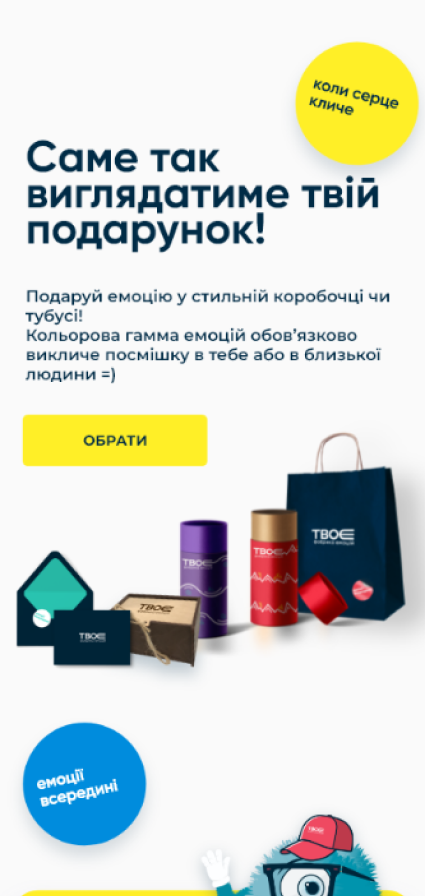 коли серце
кличе
Саме так
виглядатиме твій
подарунок!
Подаруй емоцію у стильній коробочці чи
тубусі!
Кольорова гамма емоцій обов’язково
викличе посмішку в тебе або в близької
людини =)
ОБРАТИ
ТВОЄ
ТВОЄ
ТВОЄ
ТВОЄ
ТВОЄ
емоції
всередині